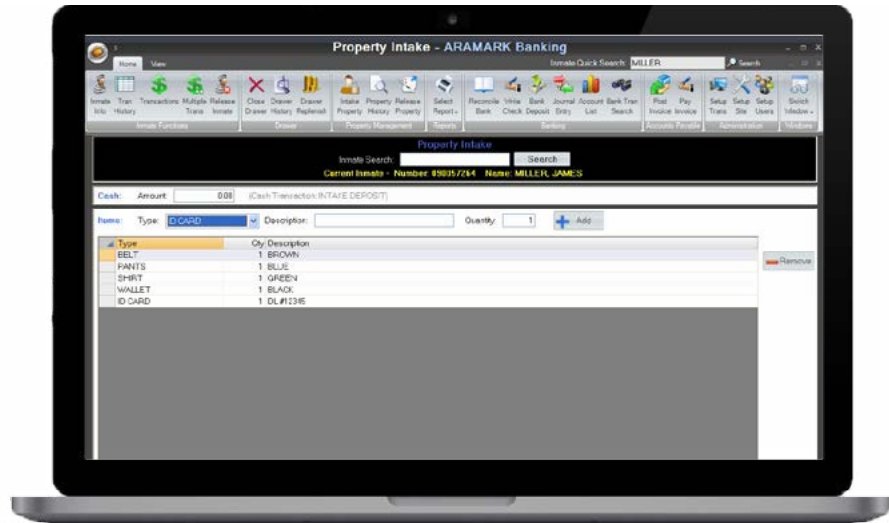 Property Intake - ARAMARK Banking
Home View Inmate Quick Search: MILLER Search
Inmate Info Tran History Transactions Multiple Trans Release Inmate Close Drawer Drawer History Drawer Replenish Intake Property Property History Release Property Select Report Reconcile Bank Write Check Bank Deposit Journal Entry Account List Bank Tran Search Post Invoice Pay Invoice Setup Trans Setup Site Setup Users Switch Window
Inmate Functions Drawer Property Management Reports Banking Accounts Payable Administration Windows
Property Intake
Inmate Search: Search
Current Inmate - Number: 090057264 Name: MILLER, JAMES
Cash: Amount: 0.00 (Cash Transaction INTAKE DEPOSIT)
Items: Type: ID CARD Description: Quantity: 1 Add
Type Qty Description
BELT 1 BROWN
PANTS 1 BLUE
SHIRT 1 GREEN
WALLET 1 BLACK
ID CARD 1 DL #12345
Remove